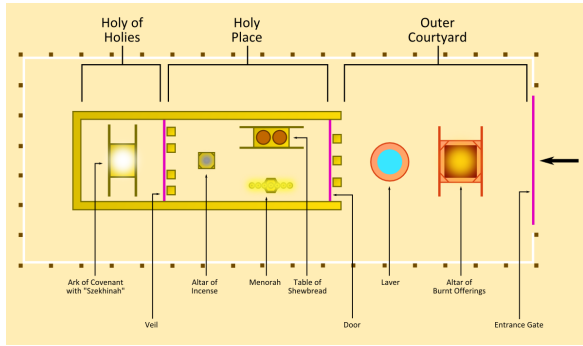 Holy of
Holies
Holy
Place
Outer
Courtyard
Ark of Covenant
with "Szekhinah"
Altar of
Incense
Menorah
Table of
Shewbread
Laver
Altar of
Burnt Offerings
Veil
Door
Entrance Gate